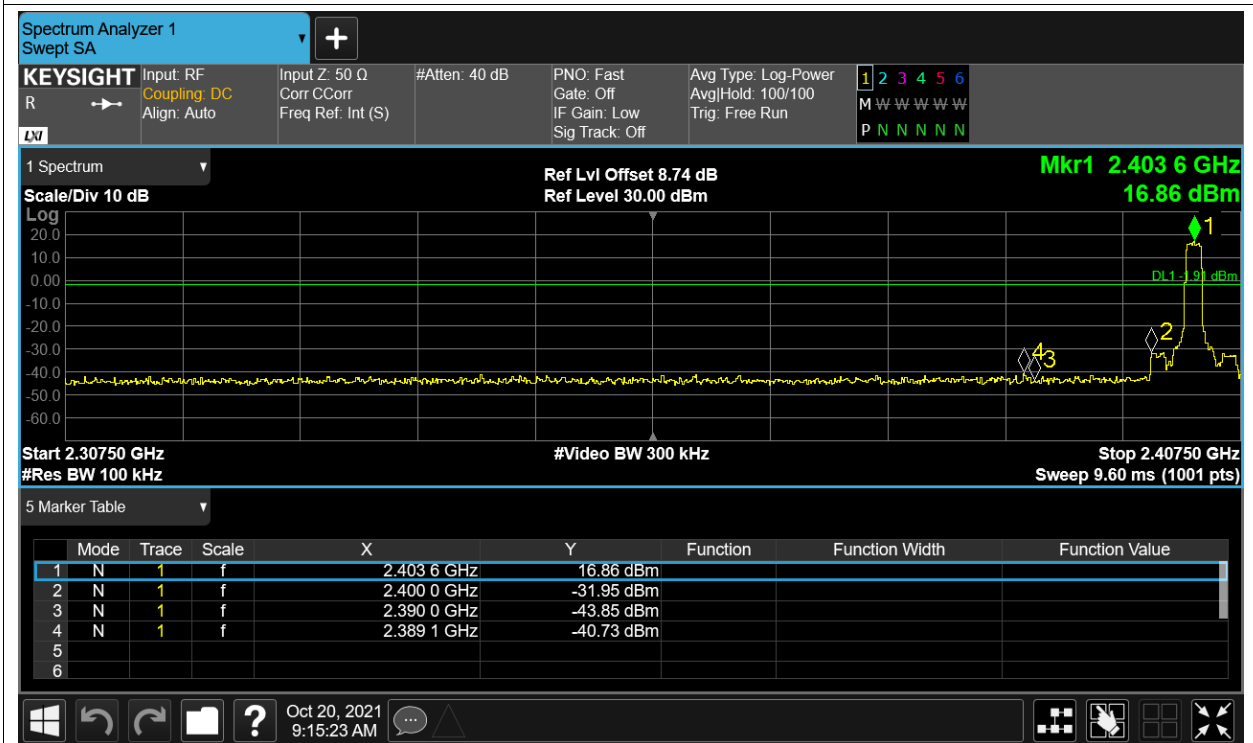 Spectrum Analyzer 1
Swept SA
+
KEYSIGHT Input: RF Input Z: 50 Ω #Atten: 40 dB PNO: Fast Avg Type: Log-Power 1 2 3 4 5 6
R Coupling: DC Corr CCorr Gate: Off Avg|Hold: 100/100 M W W W W W
Align: Auto Freq Ref: Int (S) IF Gain: Low Trig: Free Run
LXI Sig Track: Off P N N N N N
1 Spectrum Ref Lvl Offset 8.74 dB Mkr1 2.403 6 GHz
Scale/Div 10 dB Ref Level 30.00 dBm 16.86 dBm
Log
1
20.0
10.0
0.00 DL1 -1.91 dBm
-10.0
-20.0
2
-30.0
4 3
-40.0
-50.0
-60.0
Start 2.30750 GHz #Video BW 300 kHz Stop 2.40750 GHz
#Res BW 100 kHz Sweep 9.60 ms (1001 pts)
5 Marker Table
Mode Trace Scale X Y Function Function Width Function Value
1 N 1 f 2.403 6 GHz 16.86 dBm
2 N 1 f 2.400 0 GHz -31.95 dBm
3 N 1 f 2.390 0 GHz -43.85 dBm
4 N 1 f 2.389 1 GHz -40.73 dBm
5
6
? Oct 20, 2021
9:15:23 AM